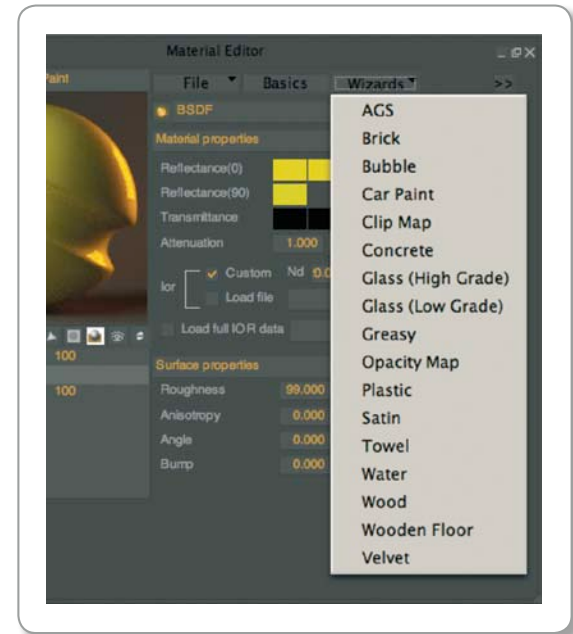 Material Editor
Paint
File Basics Wizards >>
BSDF
Material properties
Reflectance(0)
Reflectance(90)
Transmittance
Attenuation 1.000
Ior Custom Nd
Load file
Load full IOR data
100
100
Surface properties
Roughness 99.000
Anisotropy 0.000
Angle 0.000
Bump 0.000
AGS
Brick
Bubble
Car Paint
Clip Map
Concrete
Glass (High Grade)
Glass (Low Grade)
Greasy
Opacity Map
Plastic
Satin
Towel
Water
Wood
Wooden Floor
Velvet